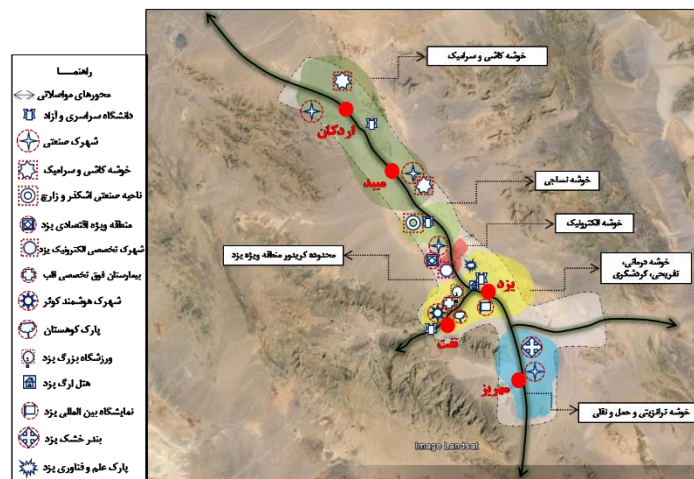 راهنمـــا
محورهای مواصلاتی
دانشگاه سراسری و آزاد
شهرک صنعتی
خوشه کاشی و سرامیک
ناحیه صنعتی اشکذر و زارچ
منطقه ویژه اقتصادی یزد
شهرک تخصصی الکترونیک یزد
بیمارستان فوق تخصصی قلب
شهرک هوشمند کوثر
پارک کوهستان
ورزشگاه بزرگ یزد
هتل ارگ یزد
نمایشگاه بین المللی یزد
بندر خشک یزد
پارک علم و فناوری یزد
خوشه کاشی و سرامیک
اردکان
میبد
خوشه نساجی
خوشه الکترونیک
محدوده کریدور منطقه ویژه یزد
خوشه درمانی،
تفریحی، گردشگری
یزد
تفت
مهریز
خوشه ترانزیتی و حمل و نقلی
Image Landsat